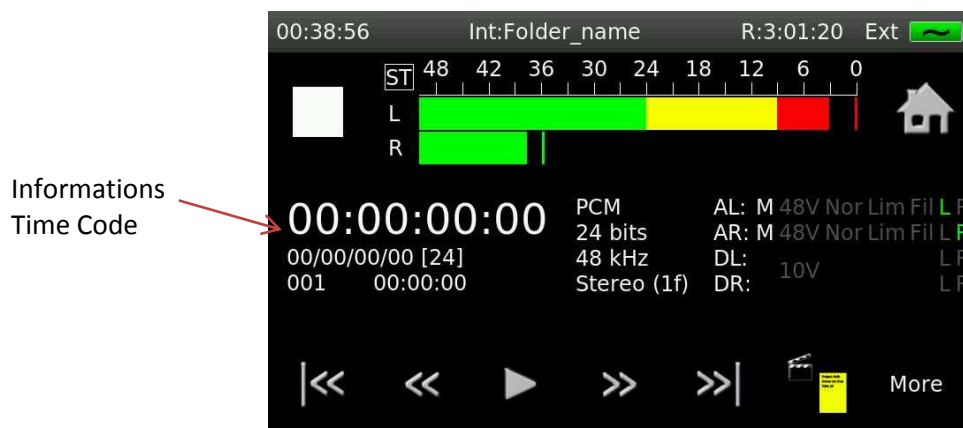 00:38:56 Int:Folder_name R:3:01:20 Ext
ST 48 42 36 30 24 18 12 6 0
L
R
Informations
Time Code
00:00:00:00
00/00/00/00 [24]
001 00:00:00
PCM
24 bits
48 kHz
Stereo (1f)
AL: M 48V Nor Lim Fil L R
AR: M 48V Nor Lim Fil L R
DL: L R
10V
DR: L R
More